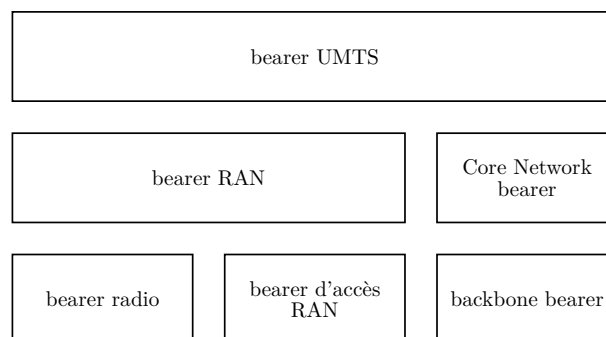 bearer UMTS
bearer RAN
Core Network
bearer
bearer radio
bearer d'accès
RAN
backbone bearer